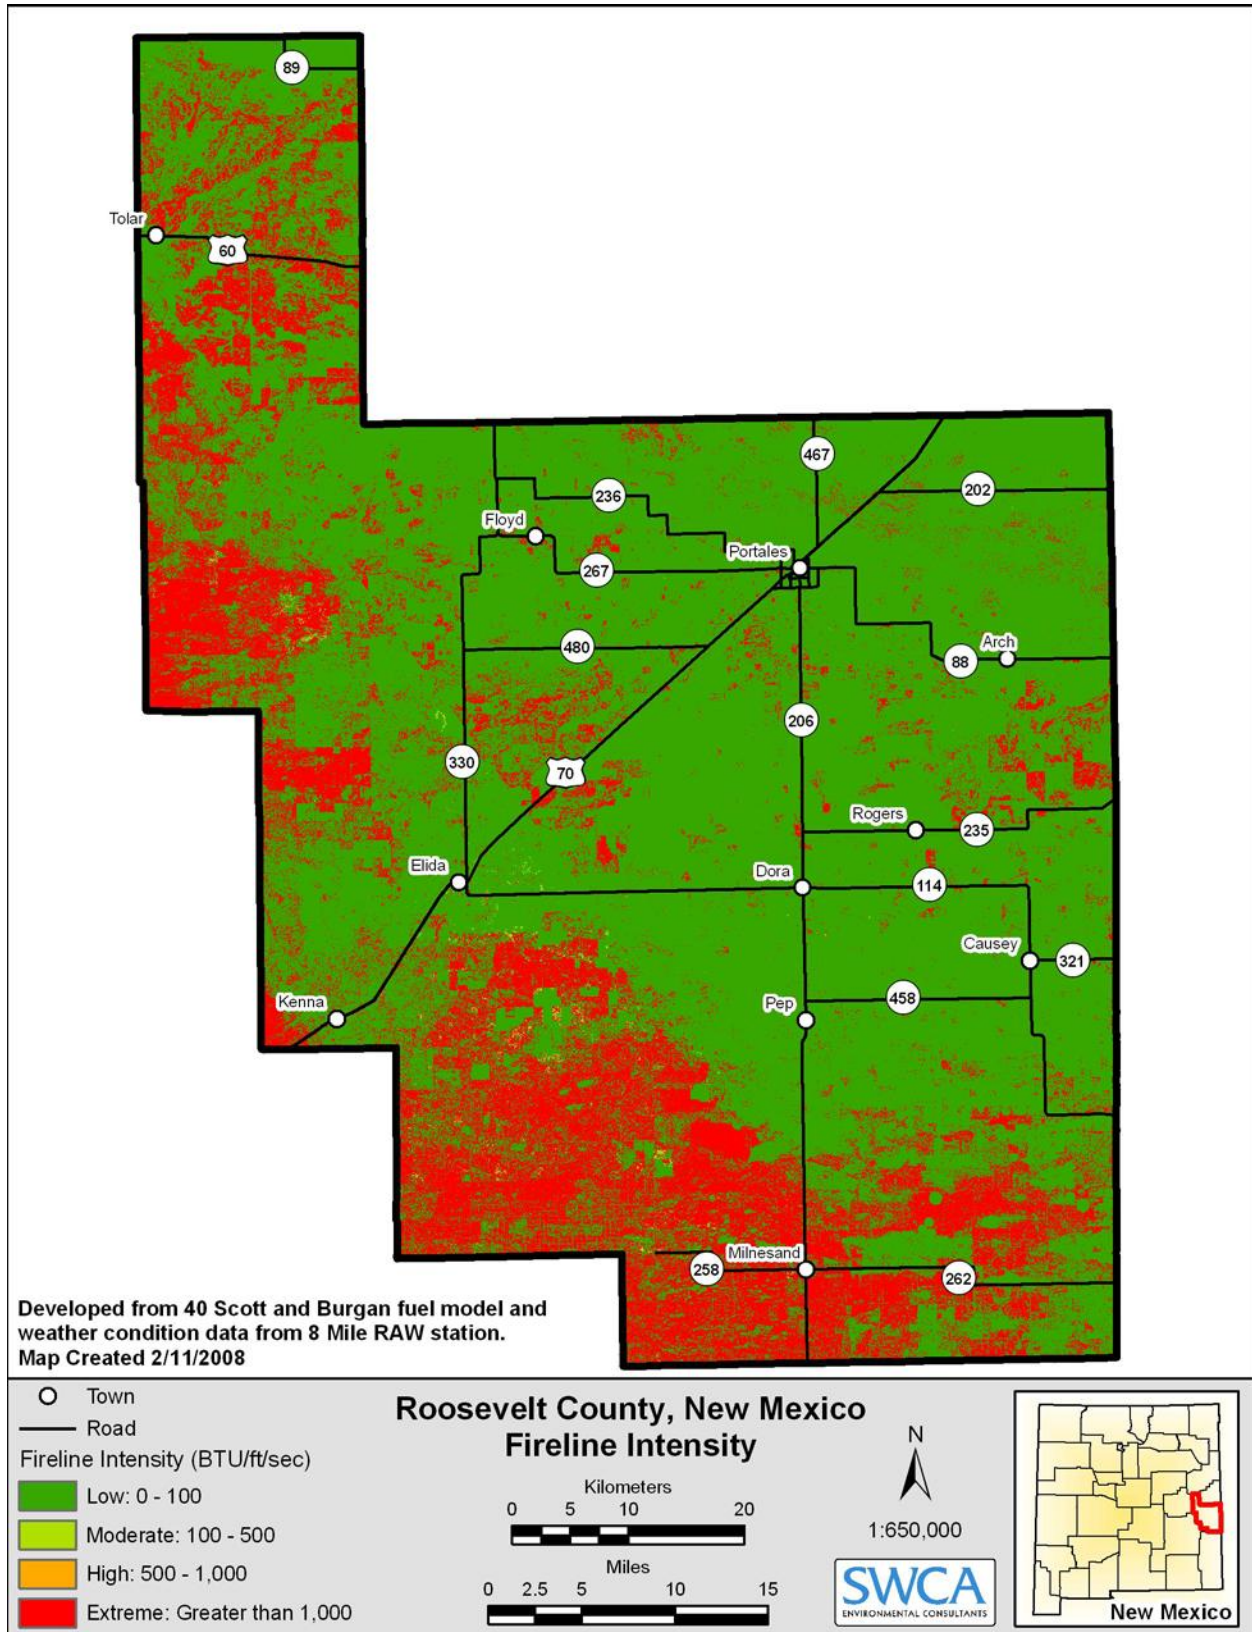 89
Tolar
60
467
236
202
Floyd
Portales
267
480
Arch
88
206
330
70
Rogers
235
Elida
Dora
114
Causey
321
Kenna
Pep
458
Milnesand
258
262
Developed from 40 Scott and Burgan fuel model and
weather condition data from 8 Mile RAW station.
Map Created 2/11/2008
Town
Road
Fireline Intensity (BTU/ft/sec)
Low: 0 - 100
Moderate: 100 - 500
High: 500 - 1,000
Extreme: Greater than 1,000
Roosevelt County, New Mexico
Fireline Intensity
Kilometers
0 5 10 20
Miles
0 2.5 5 10 15
N
1:650,000
SWCA
ENVIRONMENTAL CONSULTANTS
New Mexico